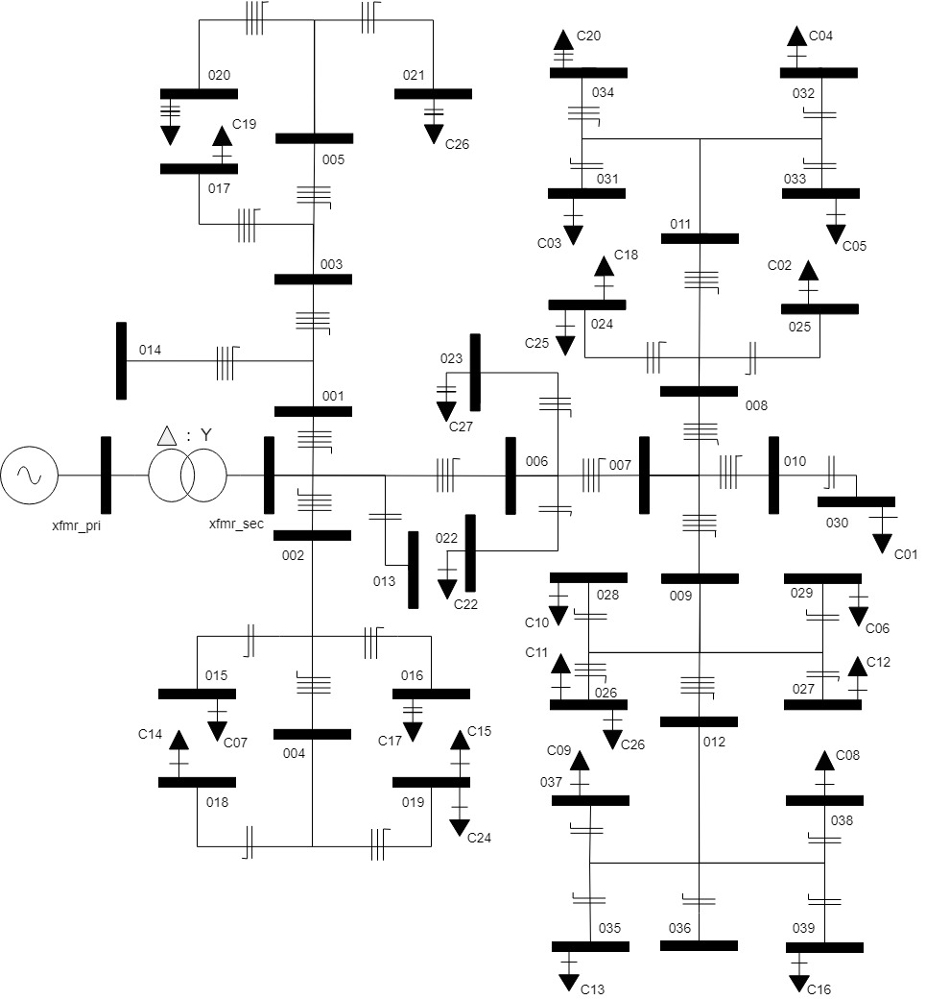 C20
C04
020
021
034
032
C19
C26
005
017
031
033
011
C03
C05
C18
C02
003
024
025
C25
014
023
001
008
C27
△ : Y
006
007
010
xfmr_pri
xfmr_sec
030
022
002
C01
013
C22
028
009
029
C10
C06
C11
C12
015
016
026
027
C14
C07
C17
C15
C26
012
004
C09
C08
037
018
019
038
C24
035
036
039
C13
C16